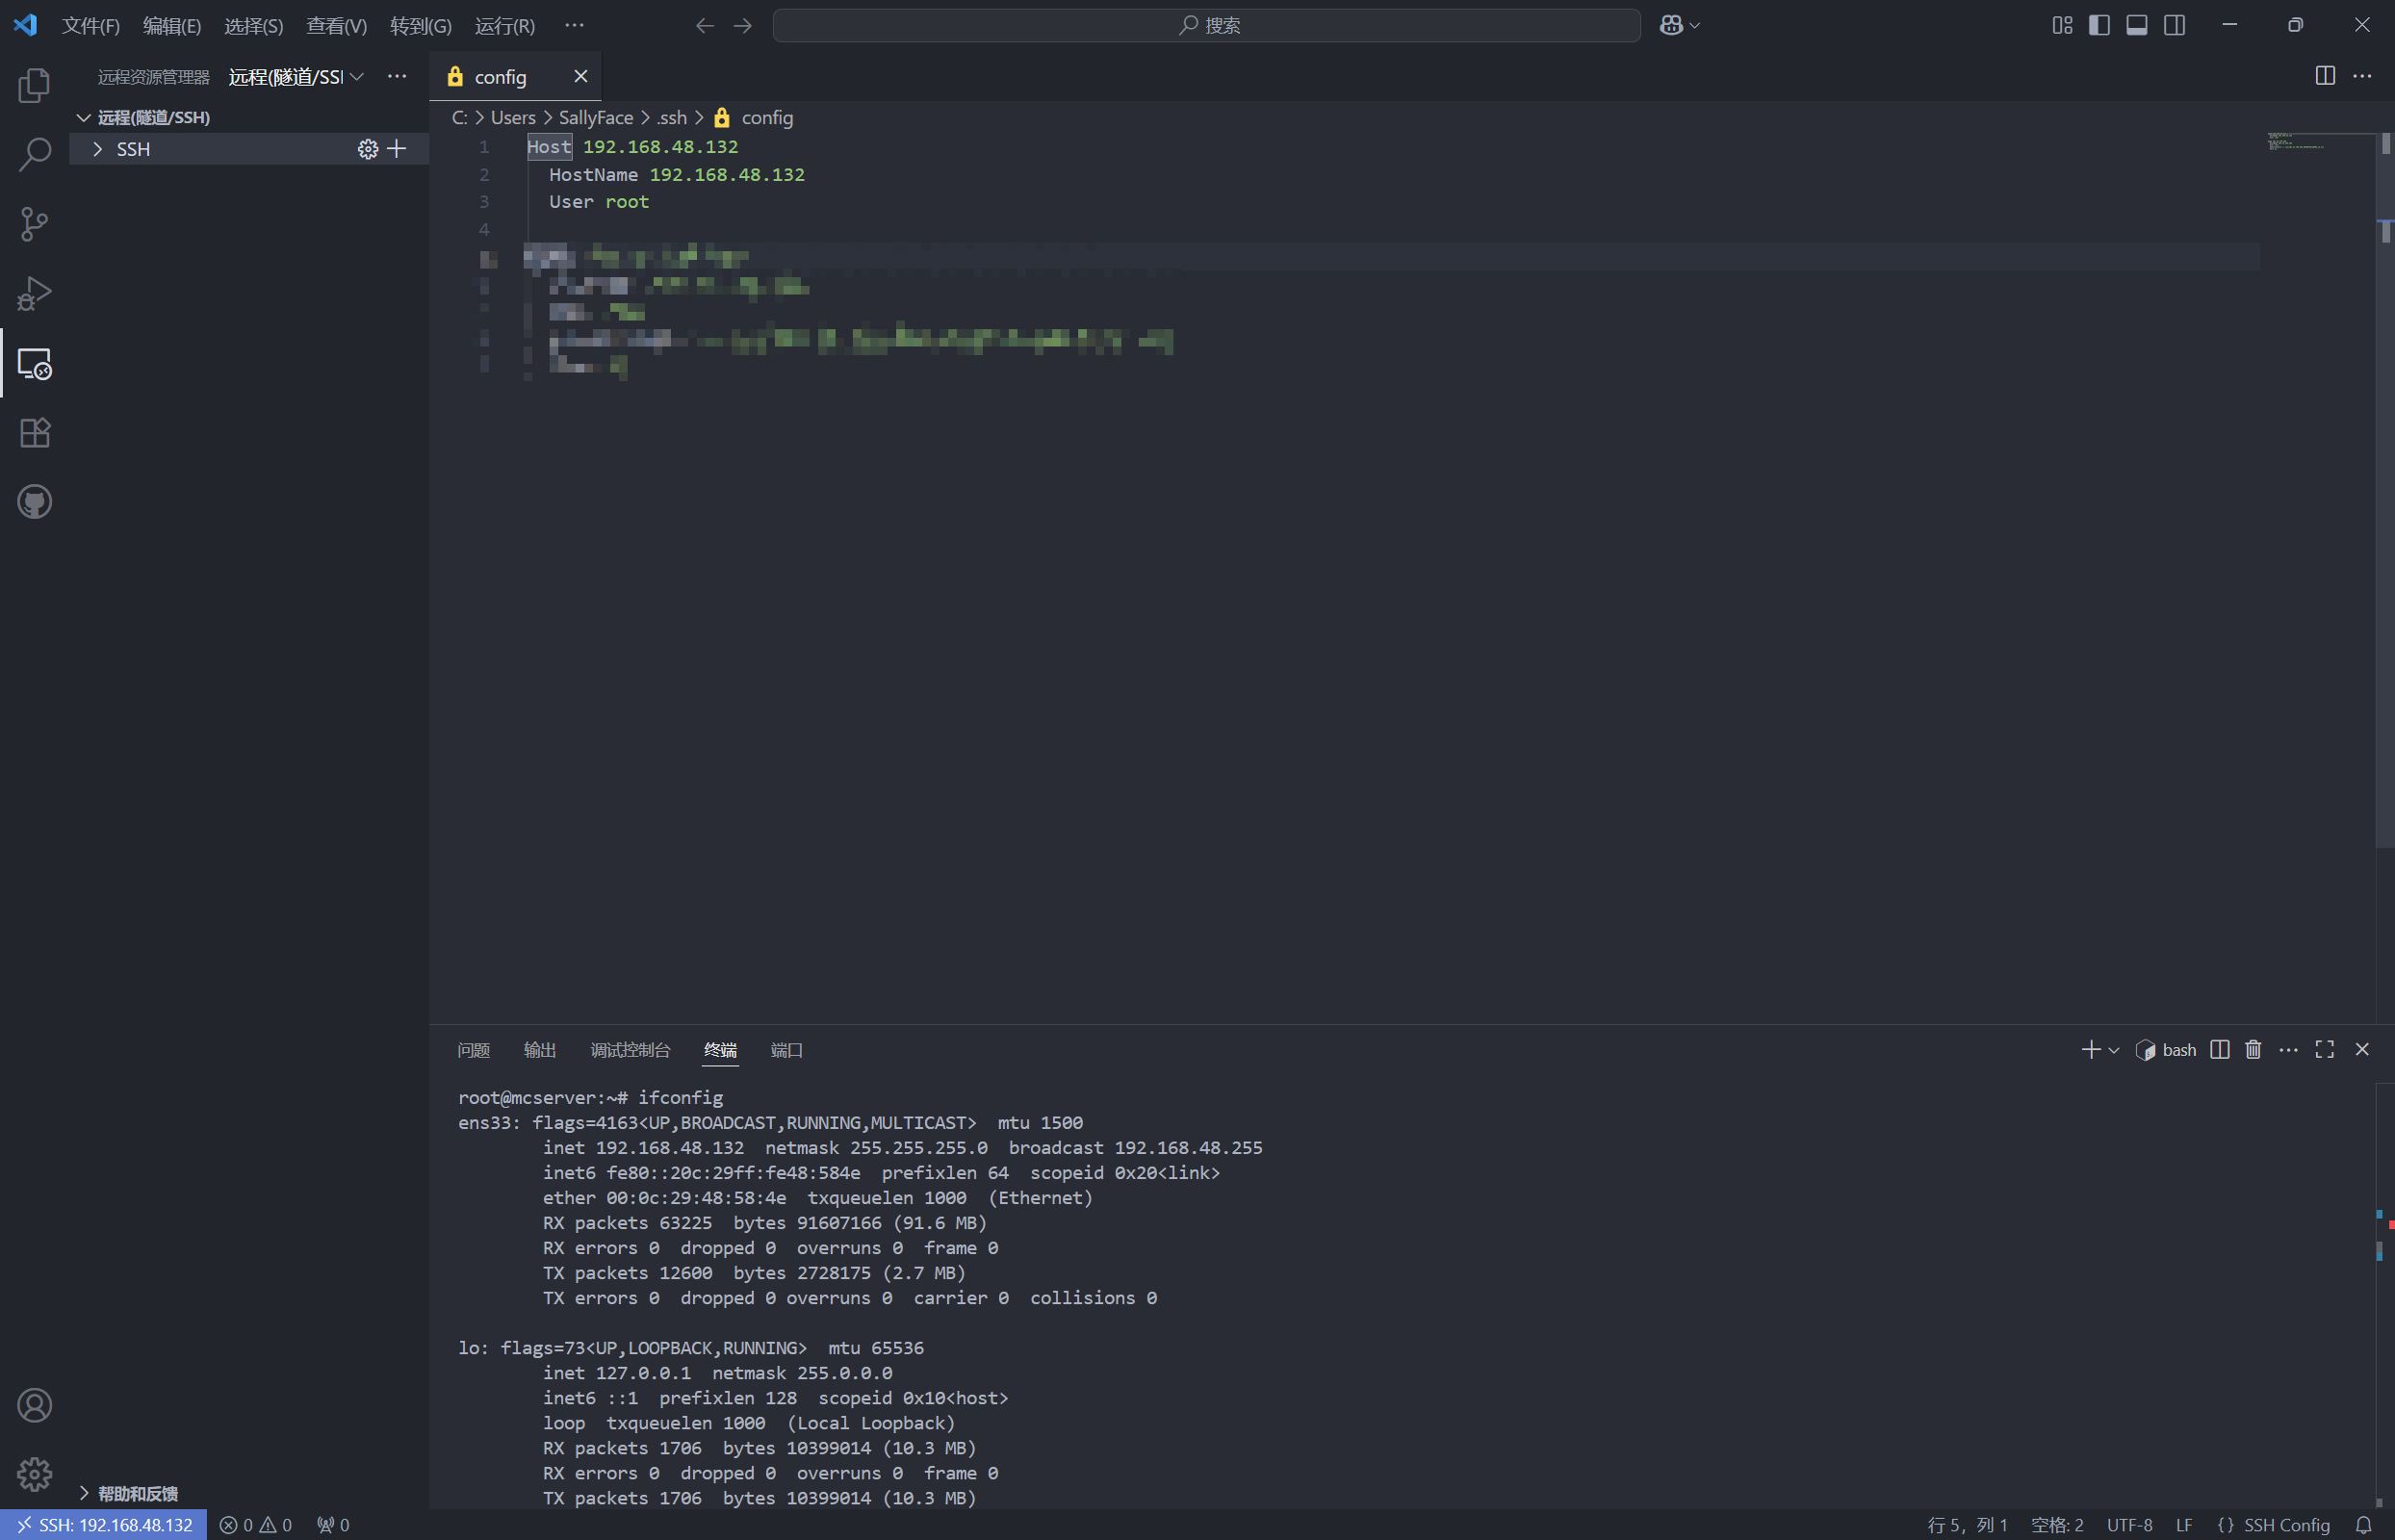 文件(F) 编辑(E) 选择(S) 查看(V) 转到(G) 运行(R) ··· 搜索
远程资源管理器 远程(隧道/SSH ··· config
远程(隧道/SSH)
SSH
C: > Users > SallyFace > .ssh > config
1 Host 192.168.48.132
2 HostName 192.168.48.132
3 User root
4
问题 输出 调试控制台 终端 端口 bash
root@mcserver:~# ifconfig
ens33: flags=4163<UP,BROADCAST,RUNNING,MULTICAST>  mtu 1500
inet 192.168.48.132  netmask 255.255.255.0  broadcast 192.168.48.255
inet6 fe80::20c:29ff:fe48:584e  prefixlen 64  scopeid 0x20<link>
ether 00:0c:29:48:58:4e  txqueuelen 1000  (Ethernet)
RX packets 63225  bytes 91607166 (91.6 MB)
RX errors 0  dropped 0  overruns 0  frame 0
TX packets 12600  bytes 2728175 (2.7 MB)
TX errors 0  dropped 0 overruns 0  carrier 0  collisions 0
lo: flags=73<UP,LOOPBACK,RUNNING>  mtu 65536
inet 127.0.0.1  netmask 255.0.0.0
inet6 ::1  prefixlen 128  scopeid 0x10<host>
loop  txqueuelen 1000  (Local Loopback)
RX packets 1706  bytes 10399014 (10.3 MB)
RX errors 0  dropped 0  overruns 0  frame 0
TX packets 1706  bytes 10399014 (10.3 MB)
帮助和反馈
SSH: 192.168.48.132 0 0 0 行 5，列 1 空格: 2 UTF-8 LF {} SSH Config